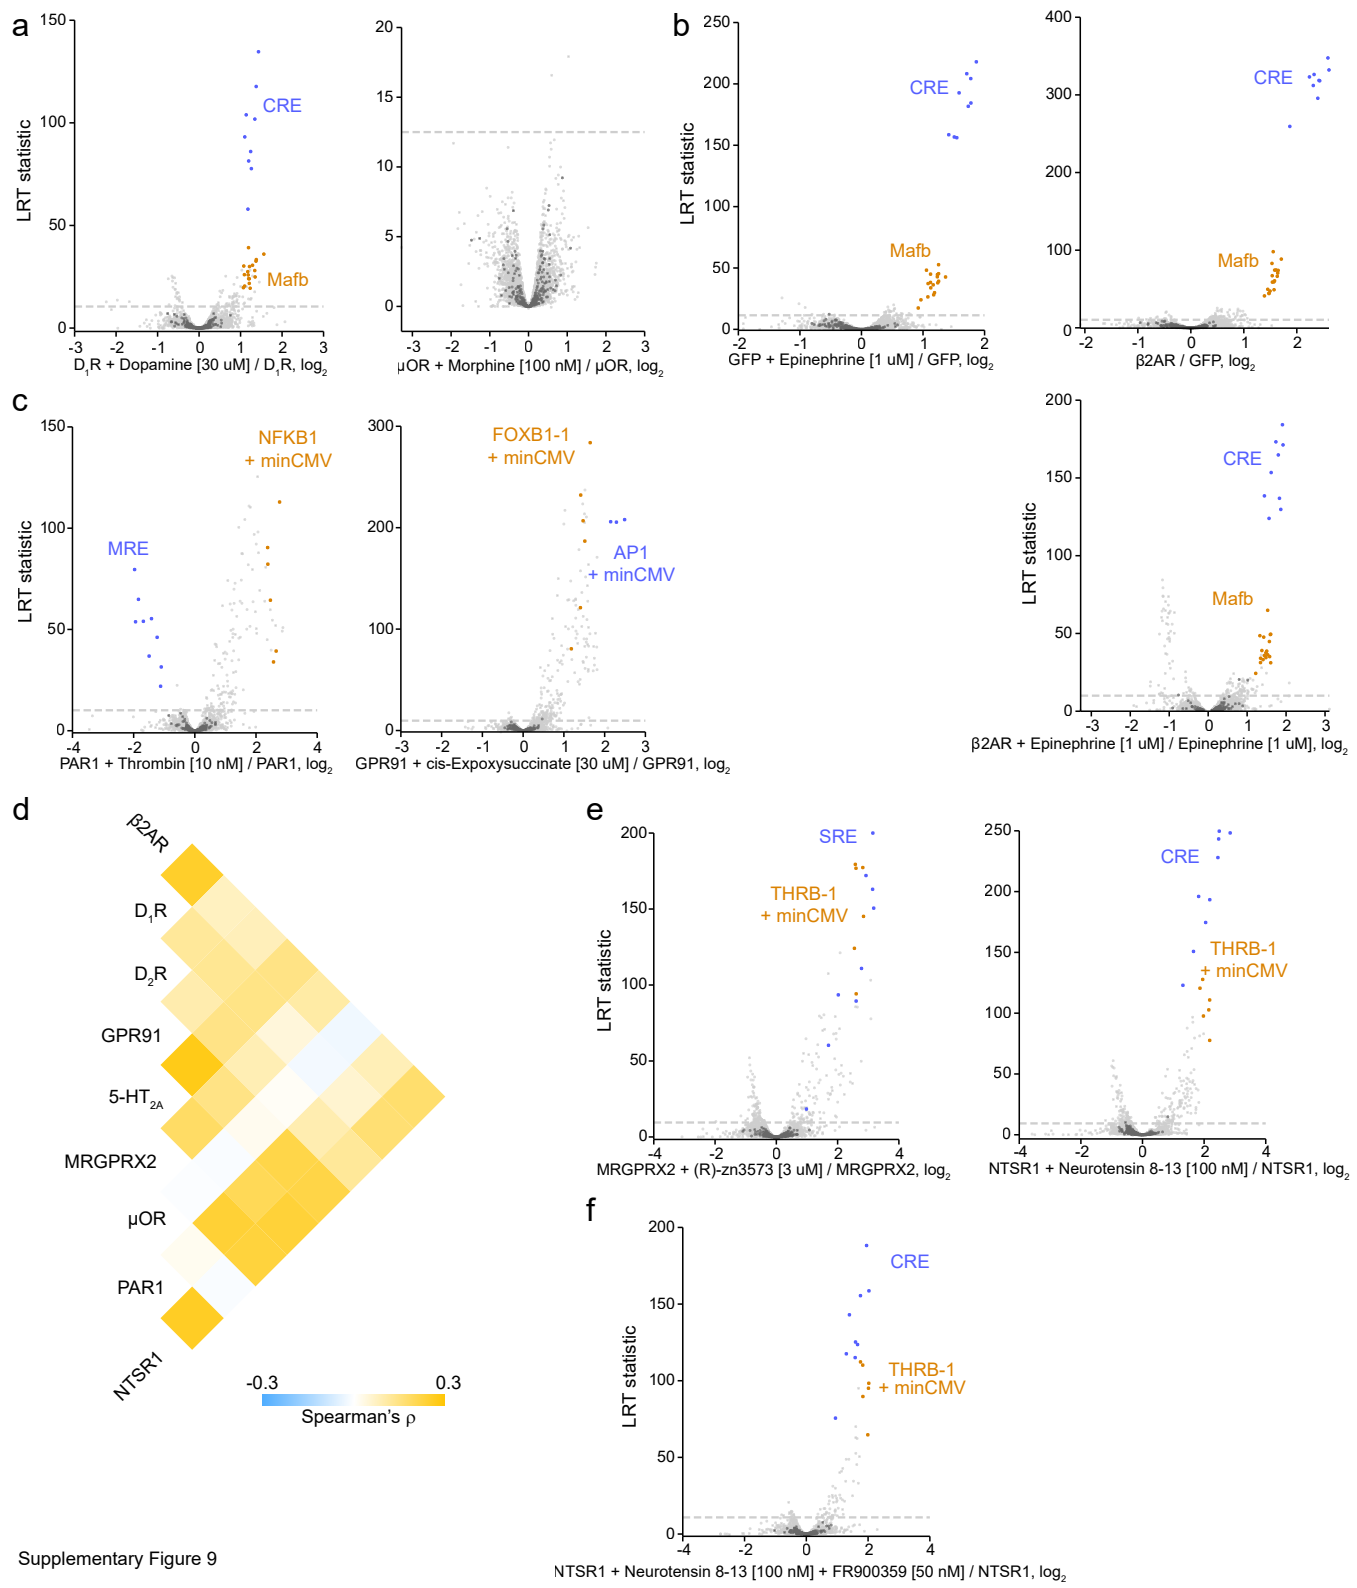 a
150
100
50
0
LRT statistic
CRE
Mafb
-3 -2 -1 0 1 2 3
D1R + Dopamine [30 uM] / D1R, log2
20
15
10
5
0
-3 -2 -1 0 1 2 3
µOR + Morphine [100 nM] / µOR, log2
b
250
200
150
100
50
0
LRT statistic
CRE
Mafb
-2 -1 0 1 2
GFP + Epinephrine [1 uM] / GFP, log2
400
300
200
100
0
LRT statistic
CRE
Mafb
-2 -1 0 1 2
β2AR / GFP, log2
200
150
100
50
0
LRT statistic
CRE
Mafb
-3 -2 -1 0 1 2 3
β2AR + Epinephrine [1 uM] / Epinephrine [1 uM], log2
c
150
100
50
0
LRT statistic
NFKB1
+ minCMV
MRE
-4 -2 0 2 4
PAR1 + Thrombin [10 nM] / PAR1, log2
300
200
100
0
FOXB1-1
+ minCMV
AP1
+ minCMV
-3 -2 -1 0 1 2 3
GPR91 + cis-Expoxysuccinate [30 uM] / GPR91, log2
d
β2AR
D1R
D2R
GPR91
5-HT2A
MRGPRX2
µOR
PAR1
NTSR1
-0.3 0.3
Spearman's ρ
e
200
150
100
50
0
LRT statistic
SRE
THRB-1
+ minCMV
-4 -2 0 2 4
MRGPRX2 + (R)-zn3573 [3 uM] / MRGPRX2, log2
250
200
150
100
50
0
CRE
THRB-1
+ minCMV
-4 -2 0 2 4
NTSR1 + Neurotensin 8-13 [100 nM] / NTSR1, log2
f
200
150
100
50
0
LRT statistic
CRE
THRB-1
+ minCMV
-4 -2 0 2 4
NTSR1 + Neurotensin 8-13 [100 nM] + FR900359 [50 nM] / NTSR1, log2
Supplementary Figure 9